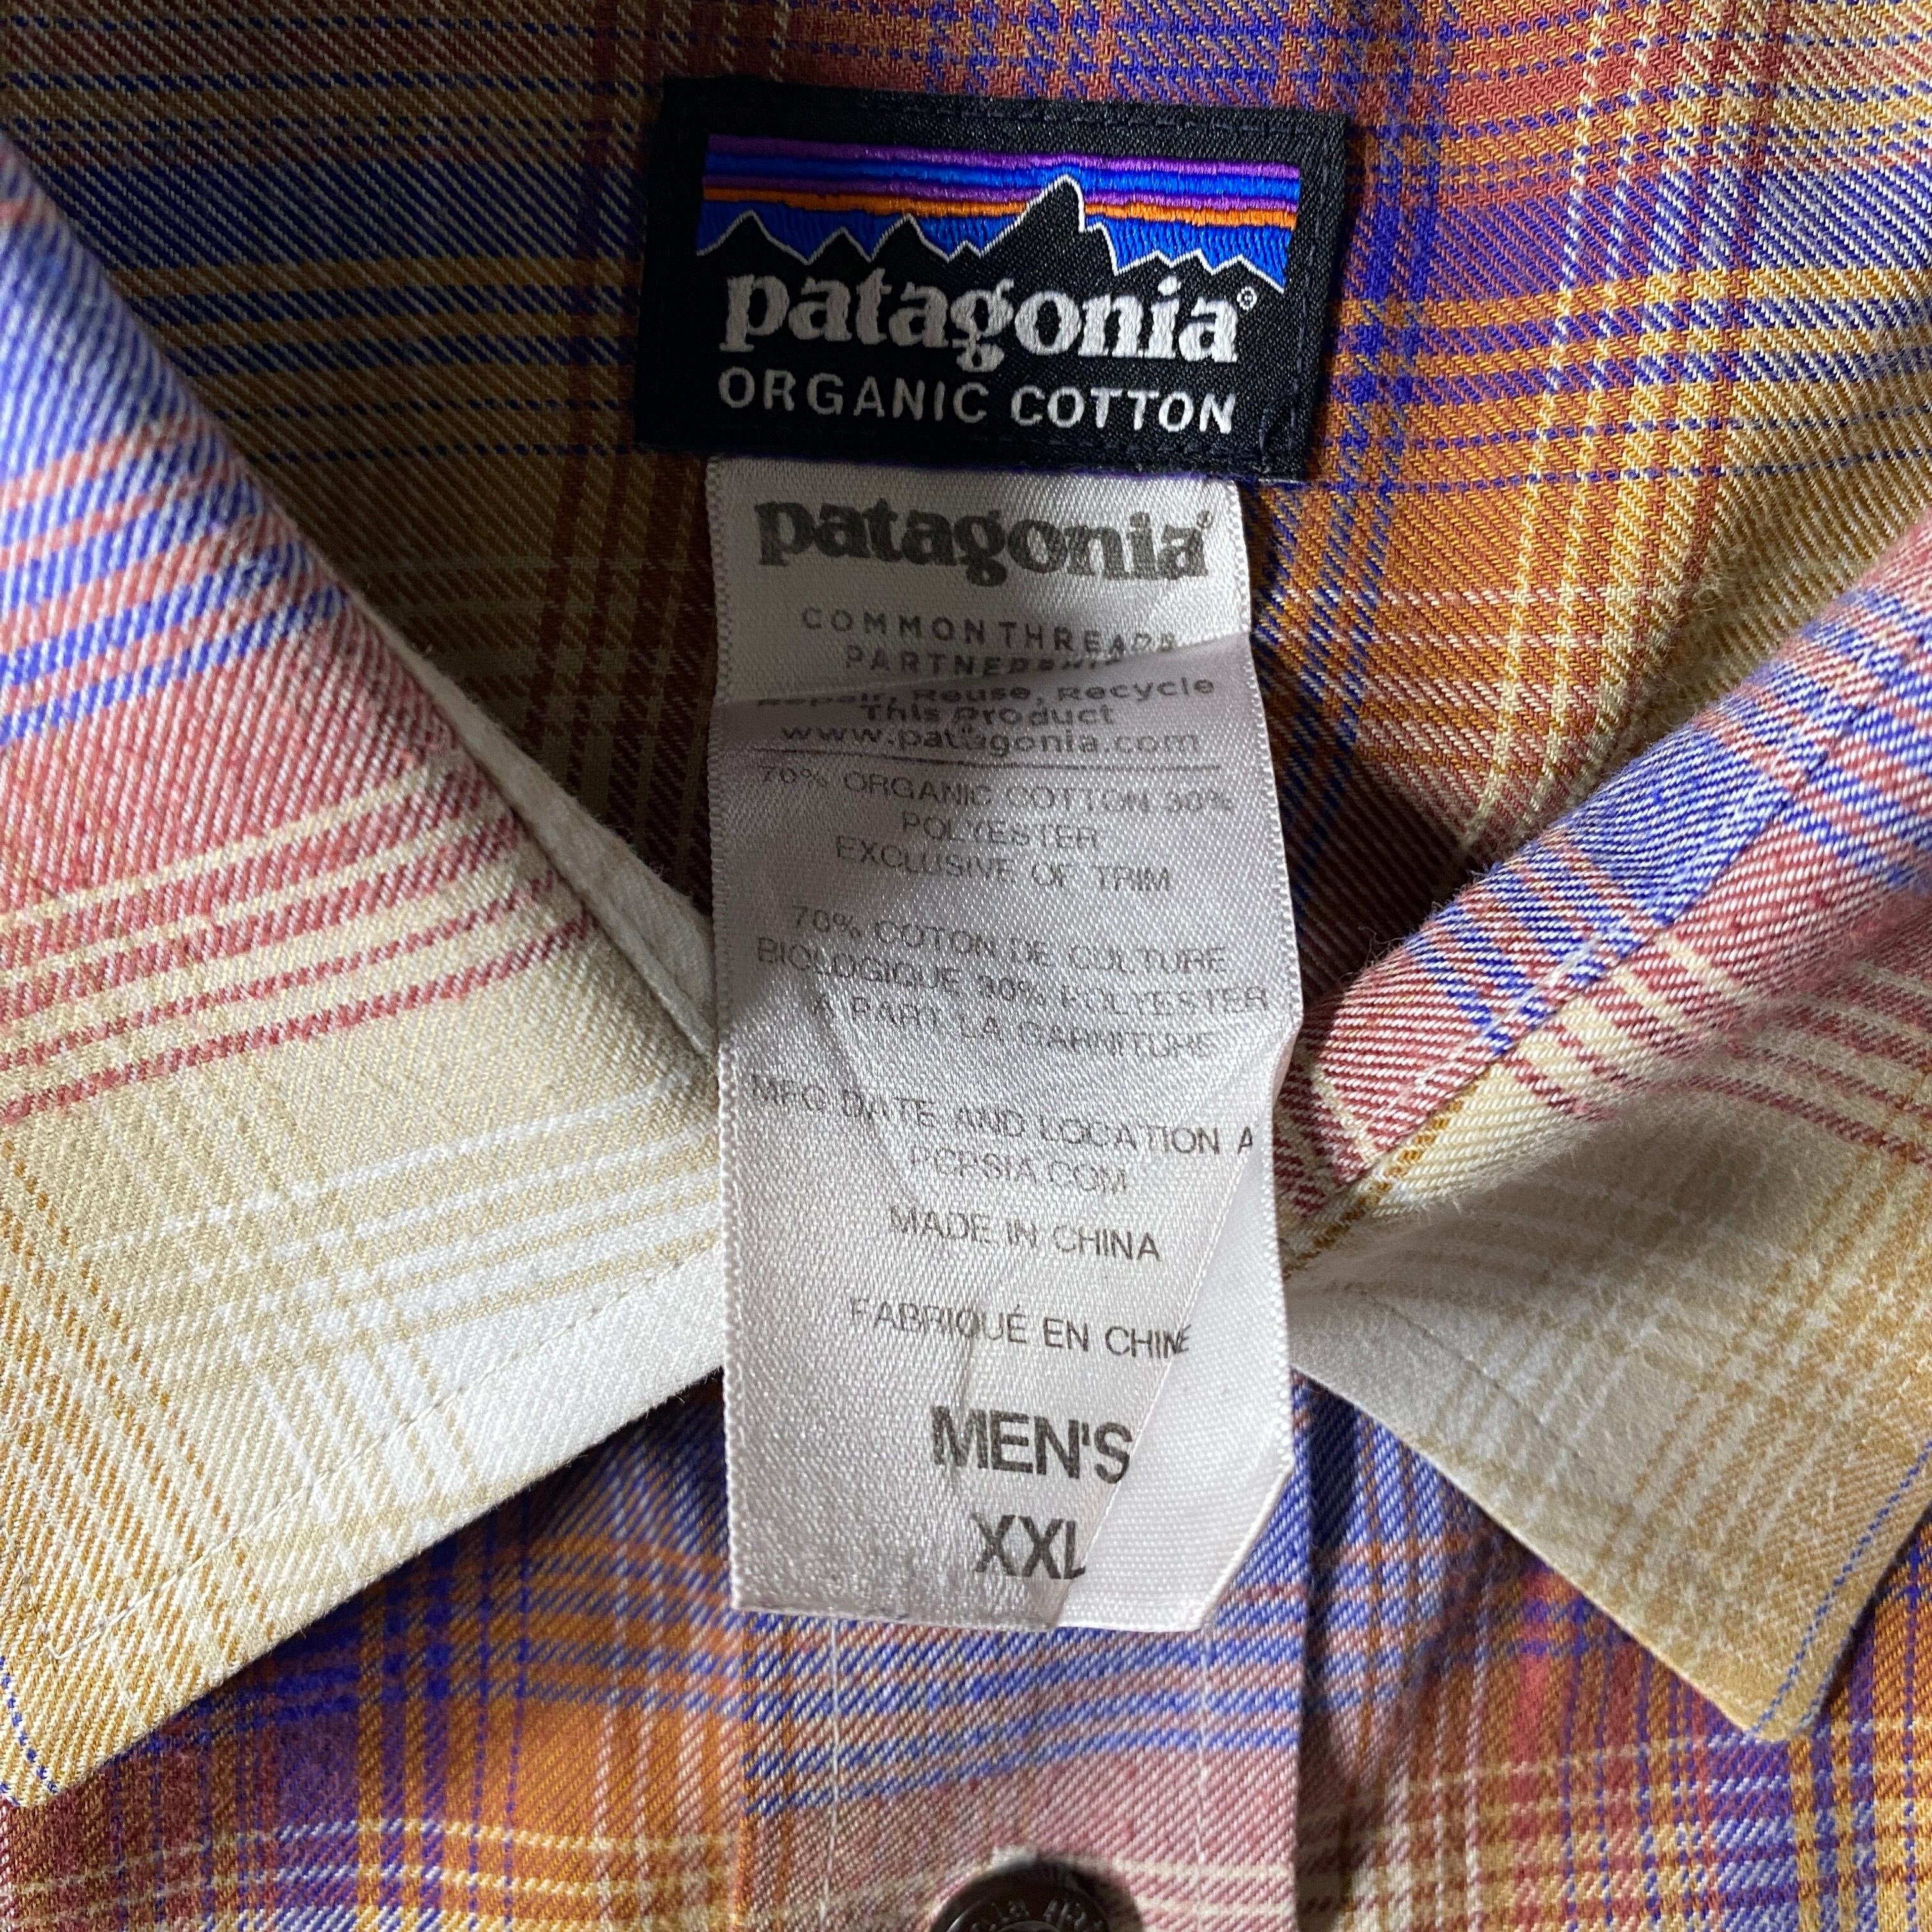 patagonia®
ORGANIC COTTON
patagonia®
COMMON THREADS
Repair, Reuse, Recycle
This Product
www.patagonia.com
70% ORGANIC COTTON 30%
POLYESTER
EXCLUSIVE OF TRIM
70% COTON DE CULTURE
BIOLOGIQUE 30% POLYESTER
À PART LA GARNITURE
MFG DATE AND LOCATION A
PEPSIA.COM
MADE IN CHINA
FABRIQUÉ EN CHINE
MEN'S
XXL